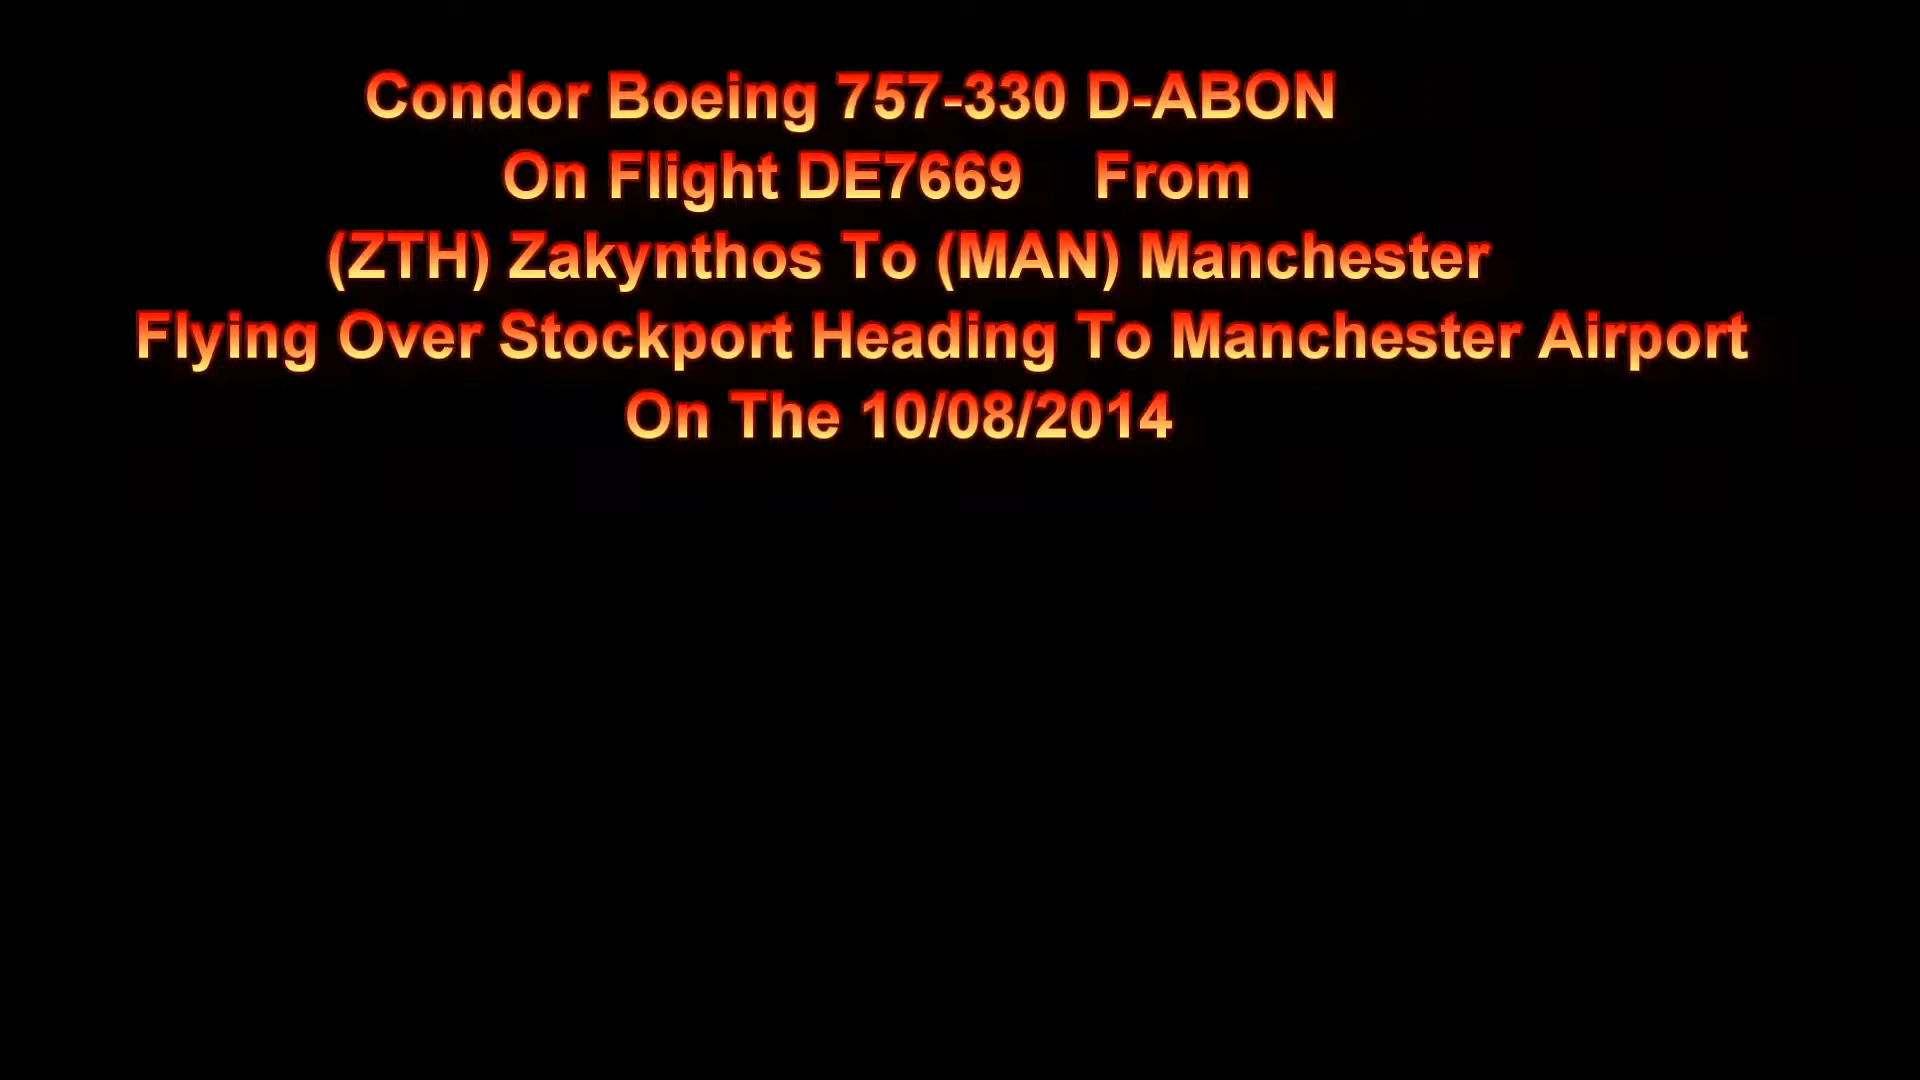 Condor Boeing 757-330 D-ABON
On Flight DE7669 From
(ZTH) Zakynthos To (MAN) Manchester
Flying Over Stockport Heading To Manchester Airport
On The 10/08/2014